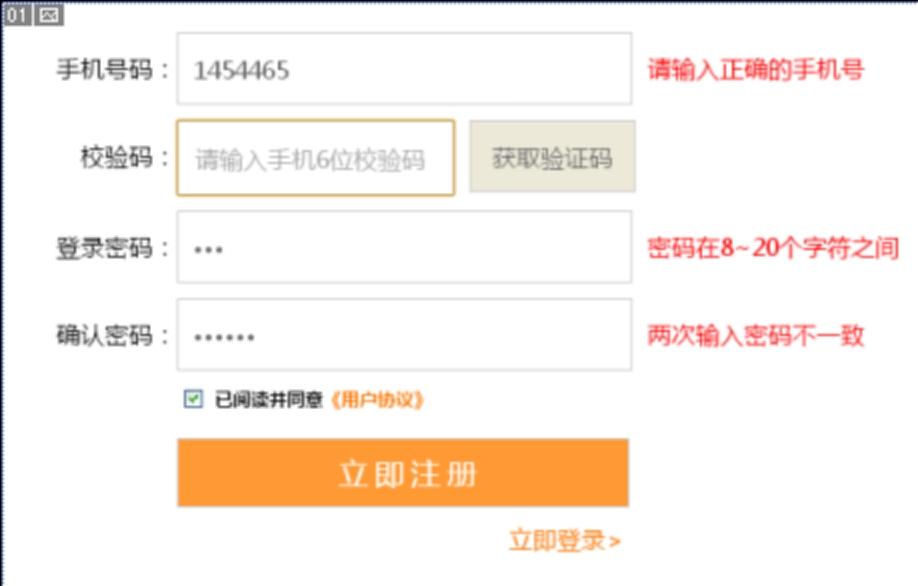 01
手机号码： 1454465 请输入正确的手机号
校验码： 请输入手机6位校验码 获取验证码
登录密码： ••• 密码在8~20个字符之间
确认密码： •••••• 两次输入密码不一致
已阅读并同意《用户协议》
立即注册
立即登录>